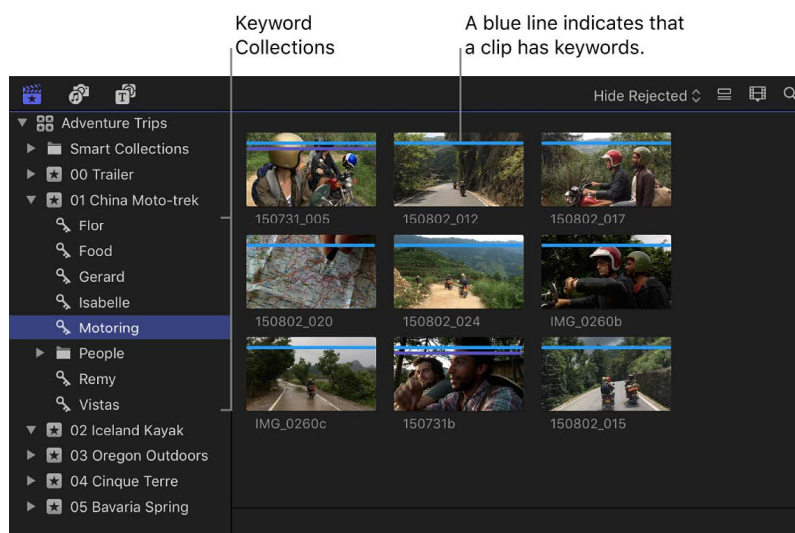 Keyword
Collections
A blue line indicates that
a clip has keywords.
Hide Rejected
Adventure Trips
Smart Collections
00 Trailer
01 China Moto-trek
Flor
Food
Gerard
Isabelle
Motoring
People
Remy
Vistas
02 Iceland Kayak
03 Oregon Outdoors
04 Cinque Terre
05 Bavaria Spring
150731_005
150802_012
150802_017
150802_020
150802_024
IMG_0260b
IMG_0260c
150731b
150802_015